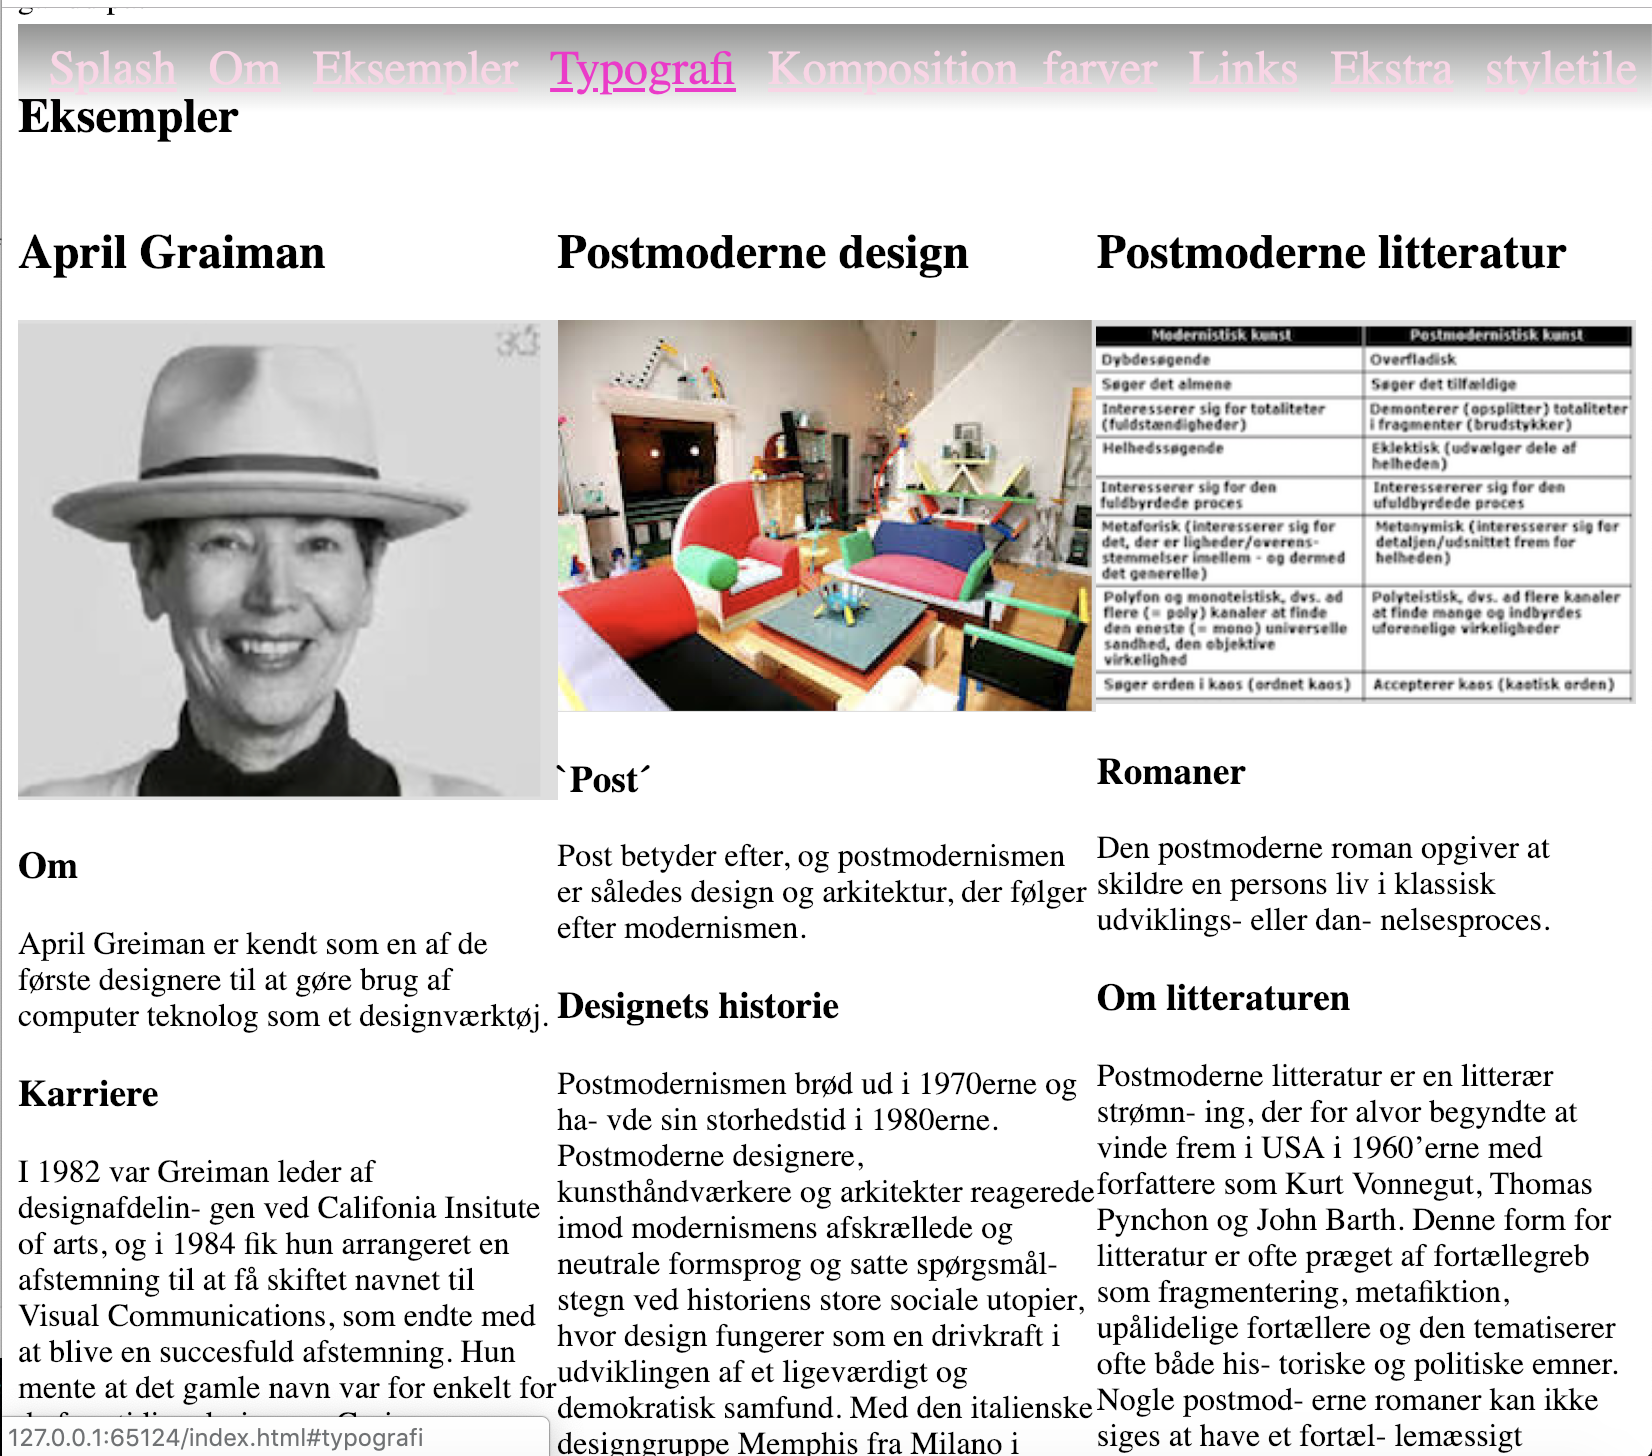 Splash Om Eksempler Typografi Komposition farver Links Ekstra styletile
Eksempler
April Graiman
Om
April Greiman er kendt som en af de
første designere til at gøre brug af
computer teknolog som et designværktøj.
Karriere
I 1982 var Greiman leder af
designafdelin- gen ved Califonia Insitute
of arts, og i 1984 fik hun arrangeret en
afstemning til at få skiftet navnet til
Visual Communications, som endte med
at blive en succesfuld afstemning. Hun
mente at det gamle navn var for enkelt for
Postmoderne design
`Post´
Post betyder efter, og postmodernismen
er således design og arkitektur, der følger
efter modernismen.
Designets historie
Postmodernismen brød ud i 1970erne og
ha- vde sin storhedstid i 1980erne.
Postmoderne designere,
kunsthåndværkere og arkitekter reagerede
imod modernismens afskrællede og
neutrale formsprog og satte spørgsmål-
stegn ved historiens store sociale utopier,
hvor design fungerer som en drivkraft i
udviklingen af et ligeværdigt og
demokratisk samfund. Med den italienske
designgruppe Memphis fra Milano i
Postmoderne litteratur
Modernistisk kunst
Postmodernistisk kunst
Dybdesøgende
Overfladisk
Søger det almene
Søger det tilfældige
Interesserer sig for totaliteter
(fuldstændigheder)
Demonterer (opsplitter) totaliteter
i fragmenter (brudstykker)
Helhedssøgende
Eklektisk (udvælger dele af
helheden)
Interesserer sig for den
fuldbyrdede proces
Interessererer sig for den
ufuldbyrdede proces
Metaforisk (interesserer sig for
det, der er ligheder/overens-
stemmelser imellem - og dermed
det generelle)
Metonymisk (interesserer sig for
detaljen/udsnittet frem for
helheden)
Polyfon og monoteistisk, dvs. ad
flere (= poly) kanaler at finde
den eneste (= mono) universelle
sandhed, den objektive
virkelighed
Polyteistisk, dvs. ad flere kanaler
at finde mange og indbyrdes
uforenelige virkeligheder
Søger orden i kaos (ordnet kaos)
Accepterer kaos (kaotisk orden)
Romaner
Den postmoderne roman opgiver at
skildre en persons liv i klassisk
udviklings- eller dan- nelsesproces.
Om litteraturen
Postmoderne litteratur er en litterær
strømn- ing, der for alvor begyndte at
vinde frem i USA i 1960’erne med
forfattere som Kurt Vonnegut, Thomas
Pynchon og John Barth. Denne form for
litteratur er ofte præget af fortællegreb
som fragmentering, metafiktion,
upålidelige fortællere og den tematiserer
ofte både his- toriske og politiske emner.
Nogle postmod- erne romaner kan ikke
siges at have et fortæl- lemæssigt
127.0.0.1:65124/index.html#typografi